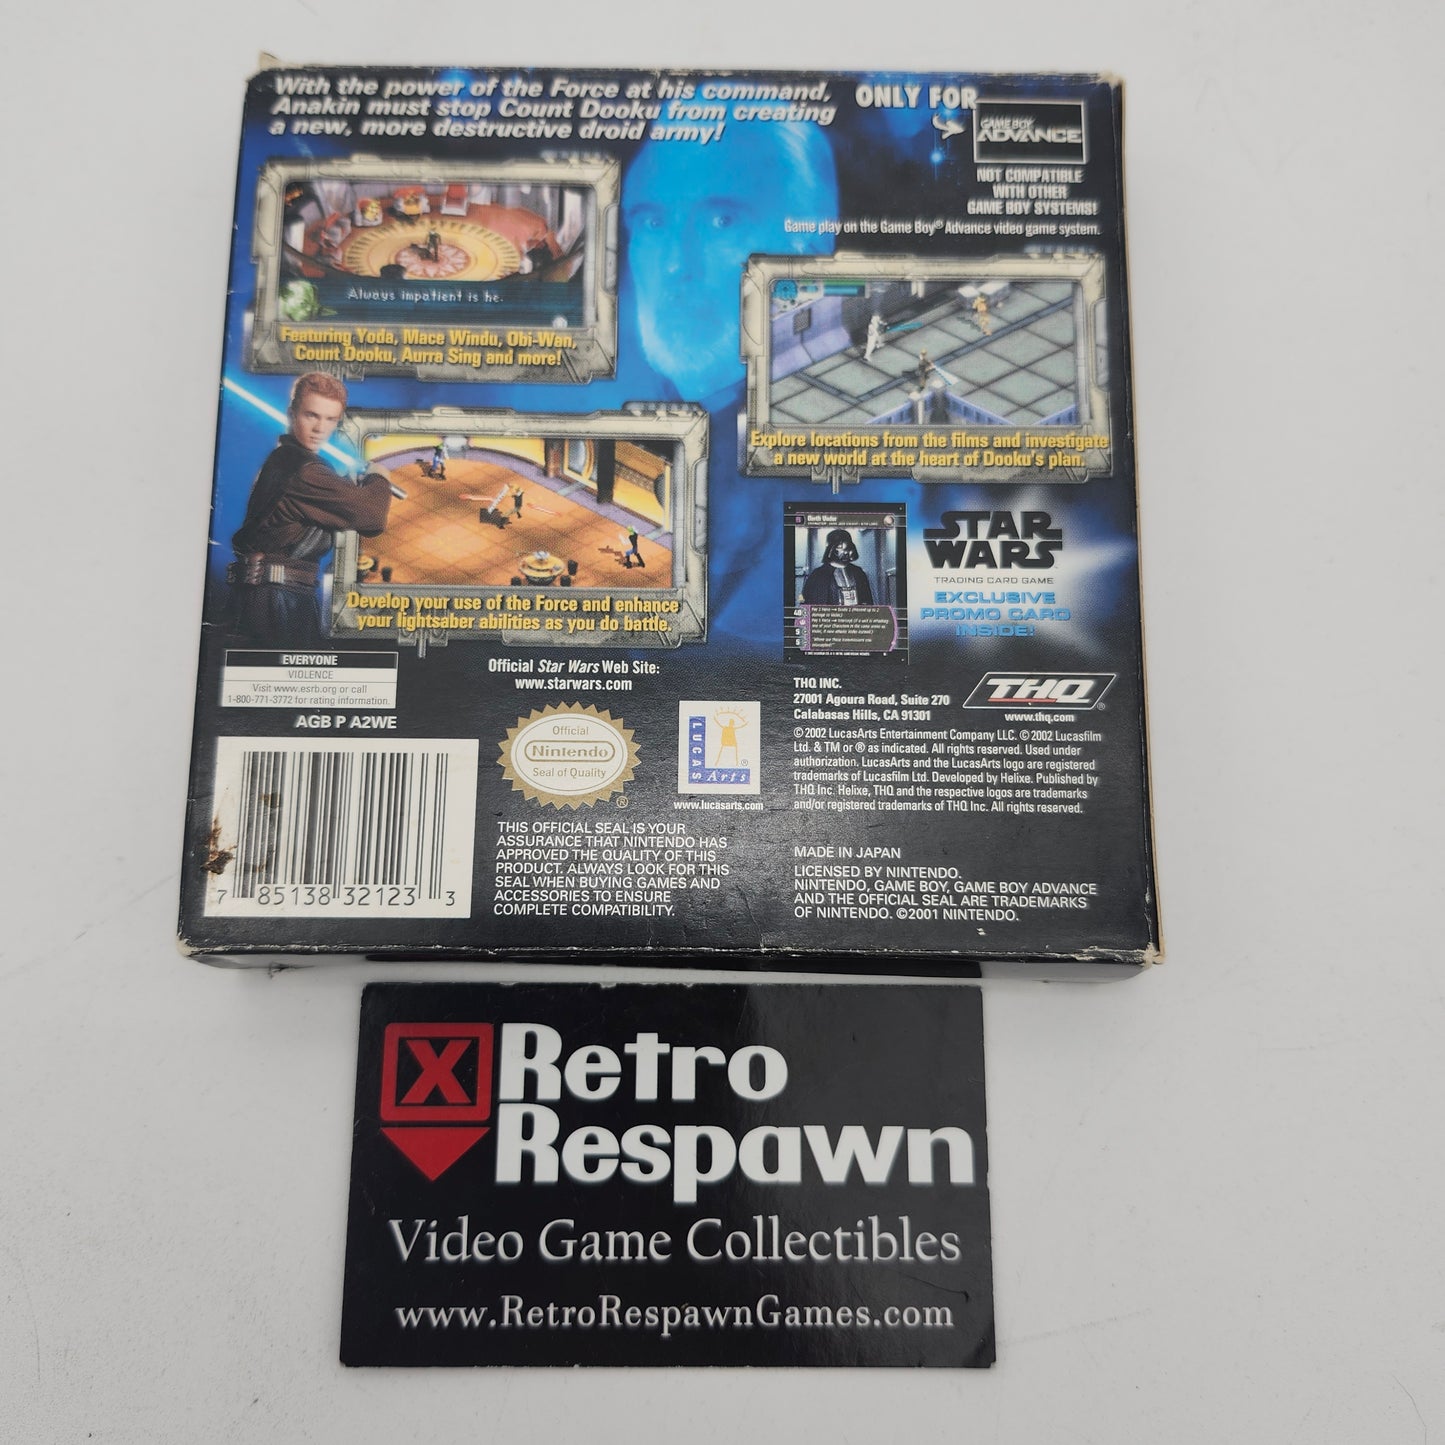 With the power of the Force at his command,
Anakin must stop Count Dooku from creating
a new, more destructive droid army!
ONLY FOR
GAME BOY
ADVANCE
NOT COMPATIBLE
WITH OTHER
GAME BOY SYSTEMS!
Game play on the Game Boy® Advance video game system.
Always impatient is he.
Featuring Yoda, Mace Windu, Obi-Wan,
Count Dooku, Aurra Sing and more!
Explore locations from the films and investigate
a new world at the heart of Dooku's plan.
Develop your use of the Force and enhance
your lightsaber abilities as you do battle.
Darth Vader
STAR
WARS
TRADING CARD GAME
EXCLUSIVE
PROMO CARD
INSIDE!
EVERYONE
VIOLENCE
Visit www.esrb.org or call
1-800-771-3772 for rating information.
AGB P A2WE
Official Star Wars Web Site:
www.starwars.com
Official
Nintendo
Seal of Quality
®
LUCAS
Arts
®
www.lucasarts.com
THQ INC.
27001 Agoura Road, Suite 270
Calabasas Hills, CA 91301
THQ
®
www.thq.com
© 2002 LucasArts Entertainment Company LLC. © 2002 Lucasfilm
Ltd. & TM or ® as indicated. All rights reserved. Used under
authorization. LucasArts and the LucasArts logo are registered
trademarks of Lucasfilm Ltd. Developed by Helixe. Published by
THQ Inc. Helixe, THQ and the respective logos are trademarks
and/or registered trademarks of THQ Inc. All rights reserved.
7 85138 32123 3
THIS OFFICIAL SEAL IS YOUR
ASSURANCE THAT NINTENDO HAS
APPROVED THE QUALITY OF THIS
PRODUCT. ALWAYS LOOK FOR THIS
SEAL WHEN BUYING GAMES AND
ACCESSORIES TO ENSURE
COMPLETE COMPATIBILITY.
MADE IN JAPAN
LICENSED BY NINTENDO.
NINTENDO, GAME BOY, GAME BOY ADVANCE
AND THE OFFICIAL SEAL ARE TRADEMARKS
OF NINTENDO. ©2001 NINTENDO.
X
Retro
Respawn
Video Game Collectibles
www.RetroRespawnGames.com